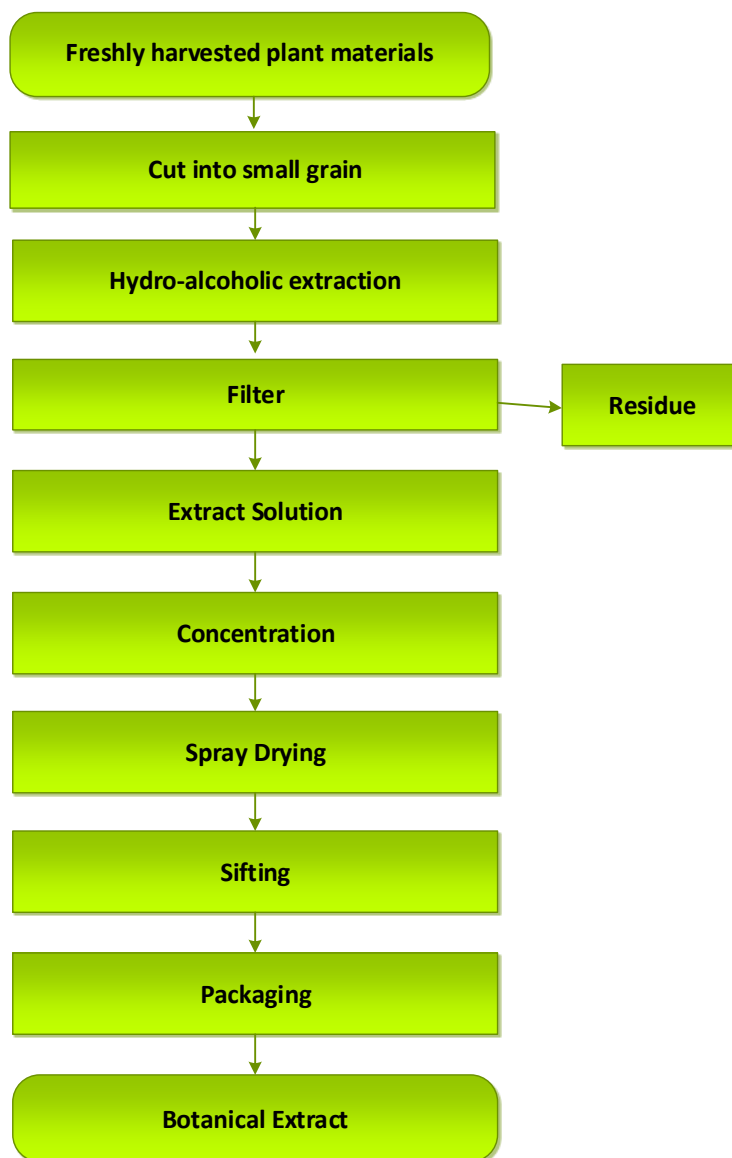 Freshly harvested plant materials
Cut into small grain
Hydro-alcoholic extraction
Filter
Residue
Extract Solution
Concentration
Spray Drying
Sifting
Packaging
Botanical Extract